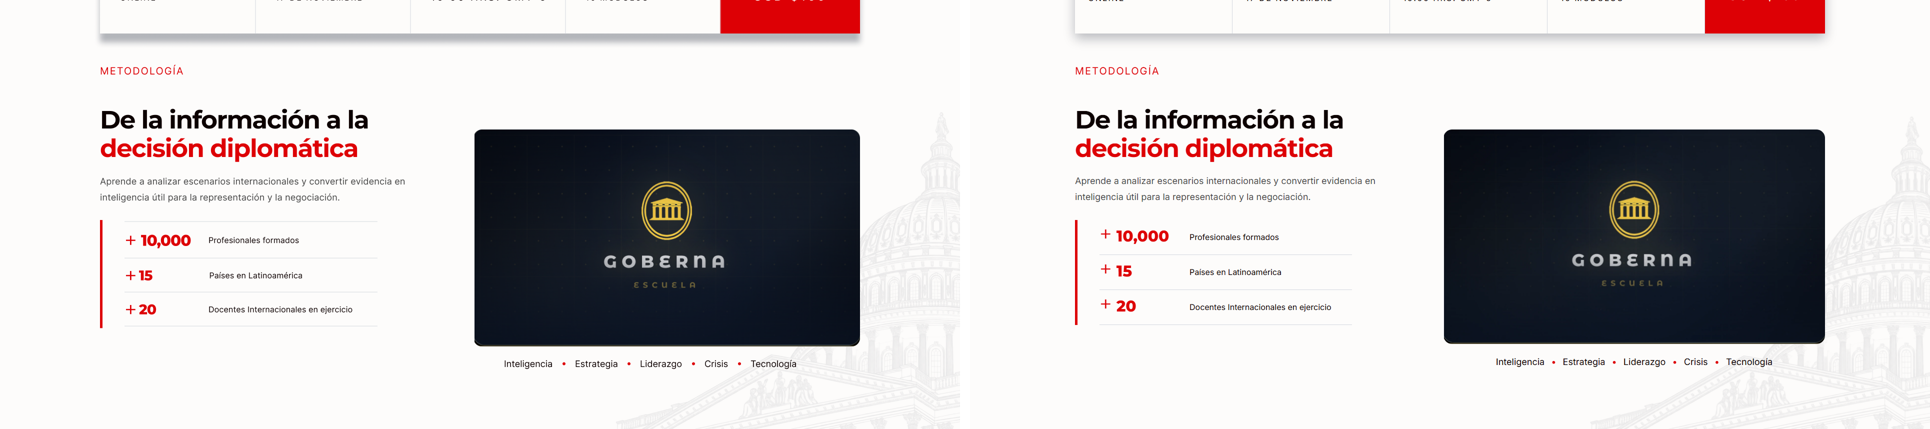 METODOLOGÍA
De la información a la
decisión diplomática
Aprende a analizar escenarios internacionales y convertir evidencia en
inteligencia útil para la representación y la negociación.
+ 10,000 Profesionales formados
+ 15 Países en Latinoamérica
+ 20 Docentes Internacionales en ejercicio
GOBERNA
ESCUELA
Inteligencia • Estrategia • Liderazgo • Crisis • Tecnología
METODOLOGÍA
De la información a la
decisión diplomática
Aprende a analizar escenarios internacionales y convertir evidencia en
inteligencia útil para la representación y la negociación.
+ 10,000 Profesionales formados
+ 15 Países en Latinoamérica
+ 20 Docentes Internacionales en ejercicio
GOBERNA
ESCUELA
Inteligencia • Estrategia • Liderazgo • Crisis • Tecnología